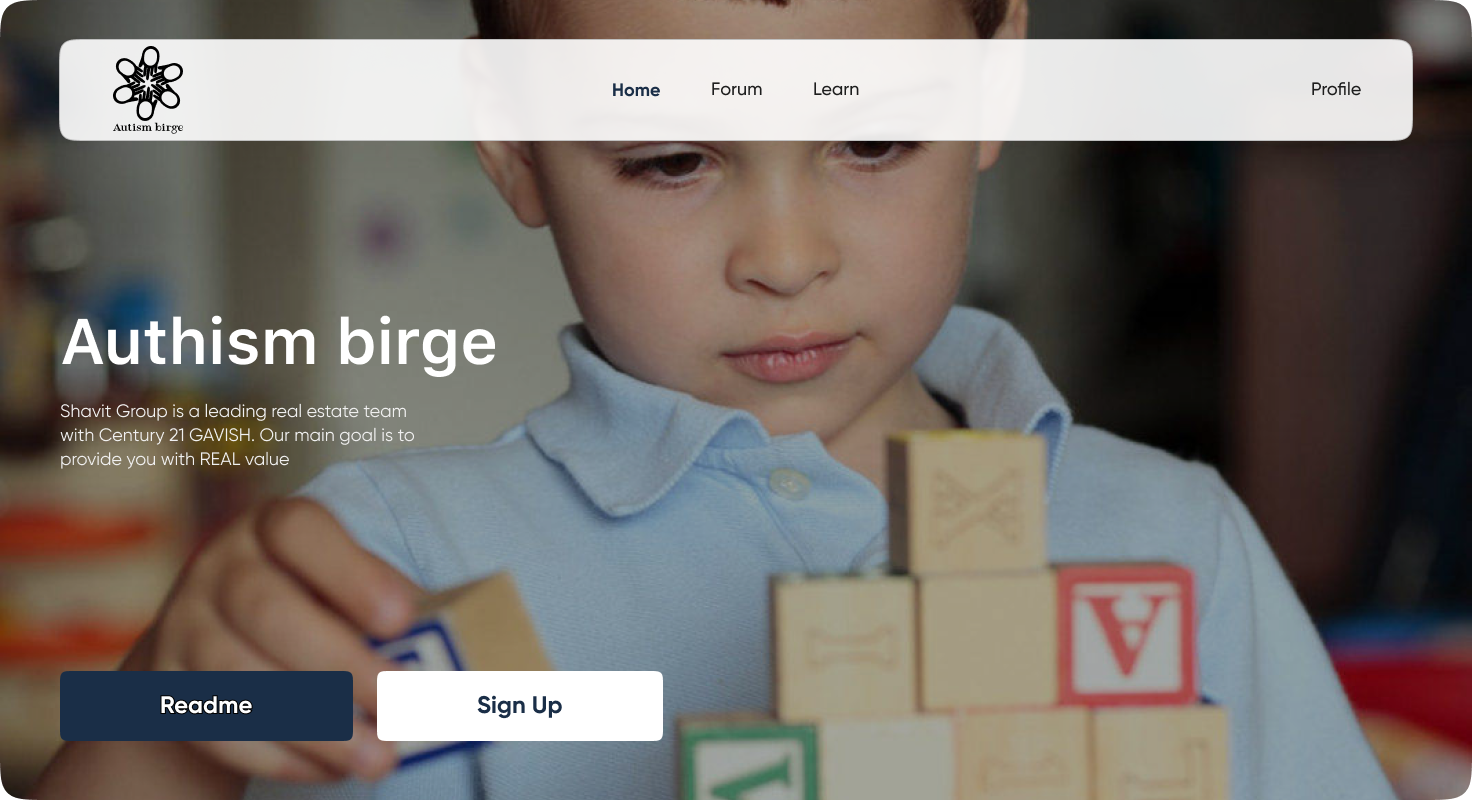 Autism birge
Home
Forum
Learn
Profile
Authism birge
Shavit Group is a leading real estate team
with Century 21 GAVISH. Our main goal is to
provide you with REAL value
X
I
A
Readme
Sign Up